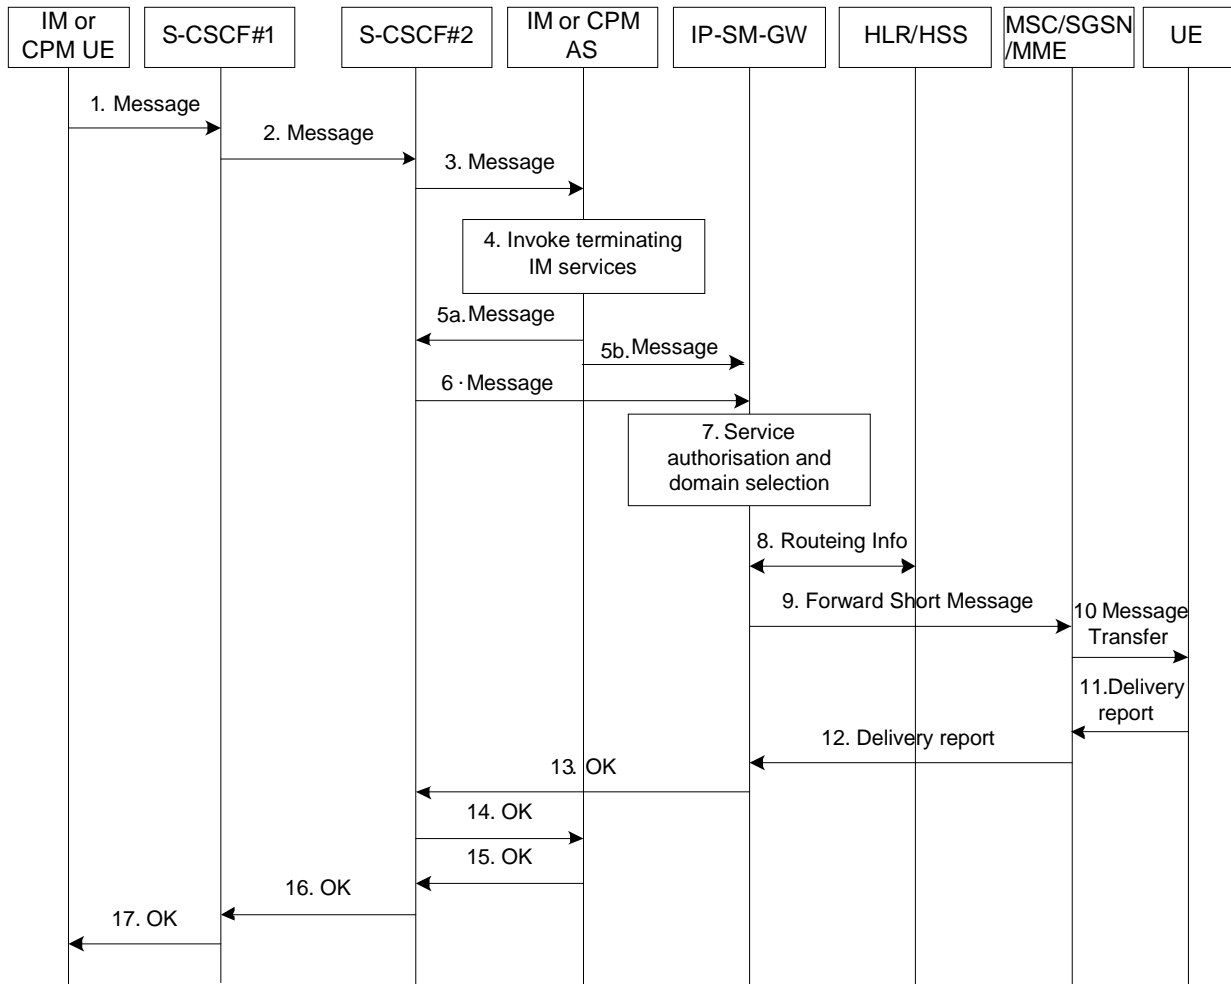 IM or
CPM UE
S-CSCF#1
S-CSCF#2
IM or CPM
AS
IP-SM-GW
HLR/HSS
MSC/SGSN
/MME
UE
1. Message
2. Message
3. Message
4. Invoke terminating
IM services
5a. Message
5b. Message
6 . Message
7. Service
authorisation and
domain selection
8. Routeing Info
9. Forward Short Message
10 Message
Transfer
11.Delivery
report
12. Delivery report
13. OK
14. OK
15. OK
16. OK
17. OK